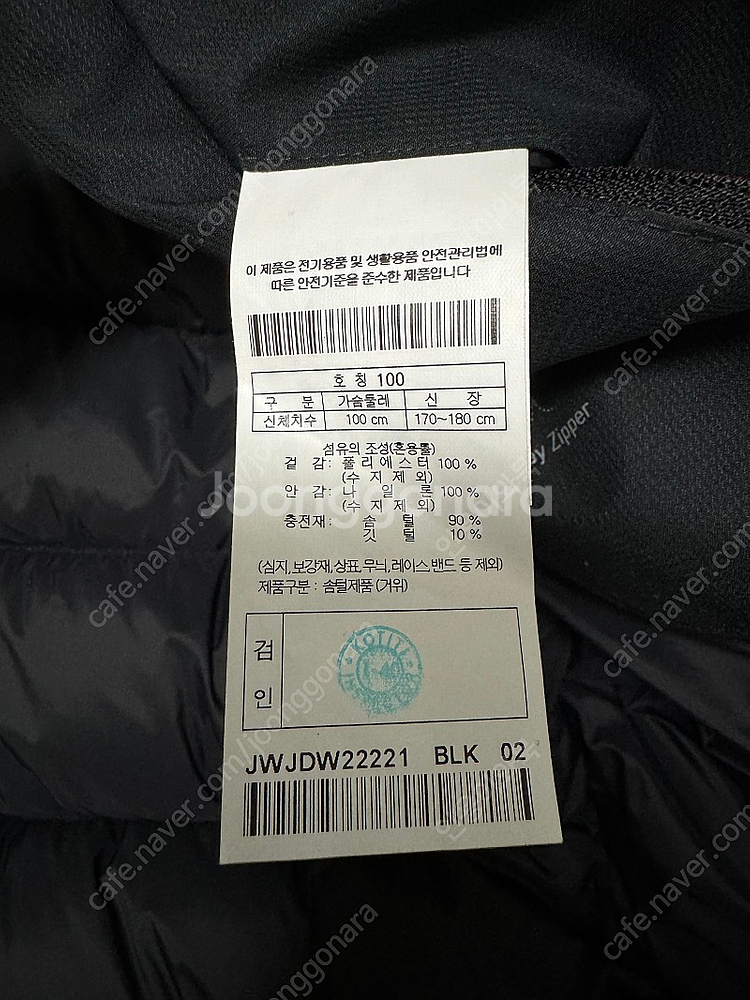 이 제품은 전기용품 및 생활용품 안전관리법에
따른 안전기준을 준수한 제품입니다
호 칭 100
구 분 가슴둘레 신 장
신체치수 100 cm 170~180 cm
섬유의 조성(혼용률)
겉 감 : 폴 리 에 스 터 100 %
(수 지 제 외)
안 감 : 나 일 론 100 %
(수 지 제 외)
충전재 : 솜 털 90 %
깃 털 10 %
(심지, 보강재, 상표, 무늬, 레이스, 밴드 등 제외)
제품구분 : 솜털제품 (거위)
검
인
KOTITI
JWJDW22221 BLK 02
Joonggonara
cafe.naver.com/joonggonara